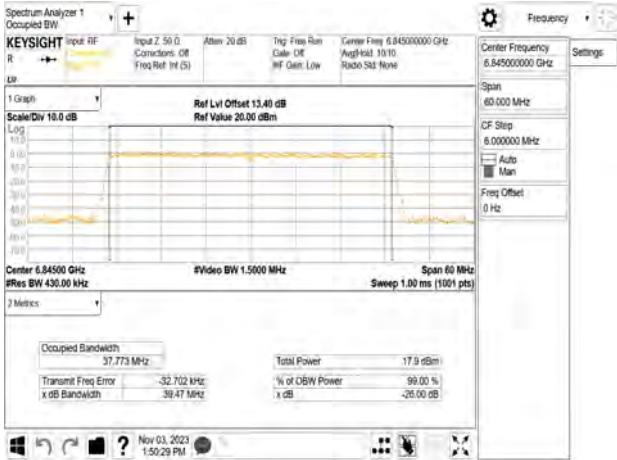 Spectrum Analyzer 1
Occupied BW
+
Frequency
KEYSIGHT
Input: RF
R
Input Z: 50 Ω
Corrections: Off
Freq Ref: Int (S)
Atten: 20 dB
Trig: Free Run
Gate: Off
#IF Gain: Low
Center Freq: 6.845000000 GHz
Avg|Hold: 10/10
Radio Std: None
Center Frequency
6.845000000 GHz
Settings
Span
60.000 MHz
CF Step
6.000000 MHz
Auto
Man
Freq Offset
0 Hz
1 Graph
Scale/Div 10.0 dB
Ref Lvl Offset 13.40 dB
Ref Value 20.00 dBm
Log
10.0
0.00
Center 6.84500 GHz
#Video BW 1.5000 MHz
Span 60 MHz
#Res BW 430.00 kHz
Sweep 1.00 ms (1001 pts)
2 Metrics
Occupied Bandwidth
37.773 MHz
Total Power
17.9 dBm
Transmit Freq Error
-32.702 kHz
% of OBW Power
99.00 %
x dB Bandwidth
39.47 MHz
x dB
-26.00 dB
?
Nov 03, 2023
1:50:29 PM